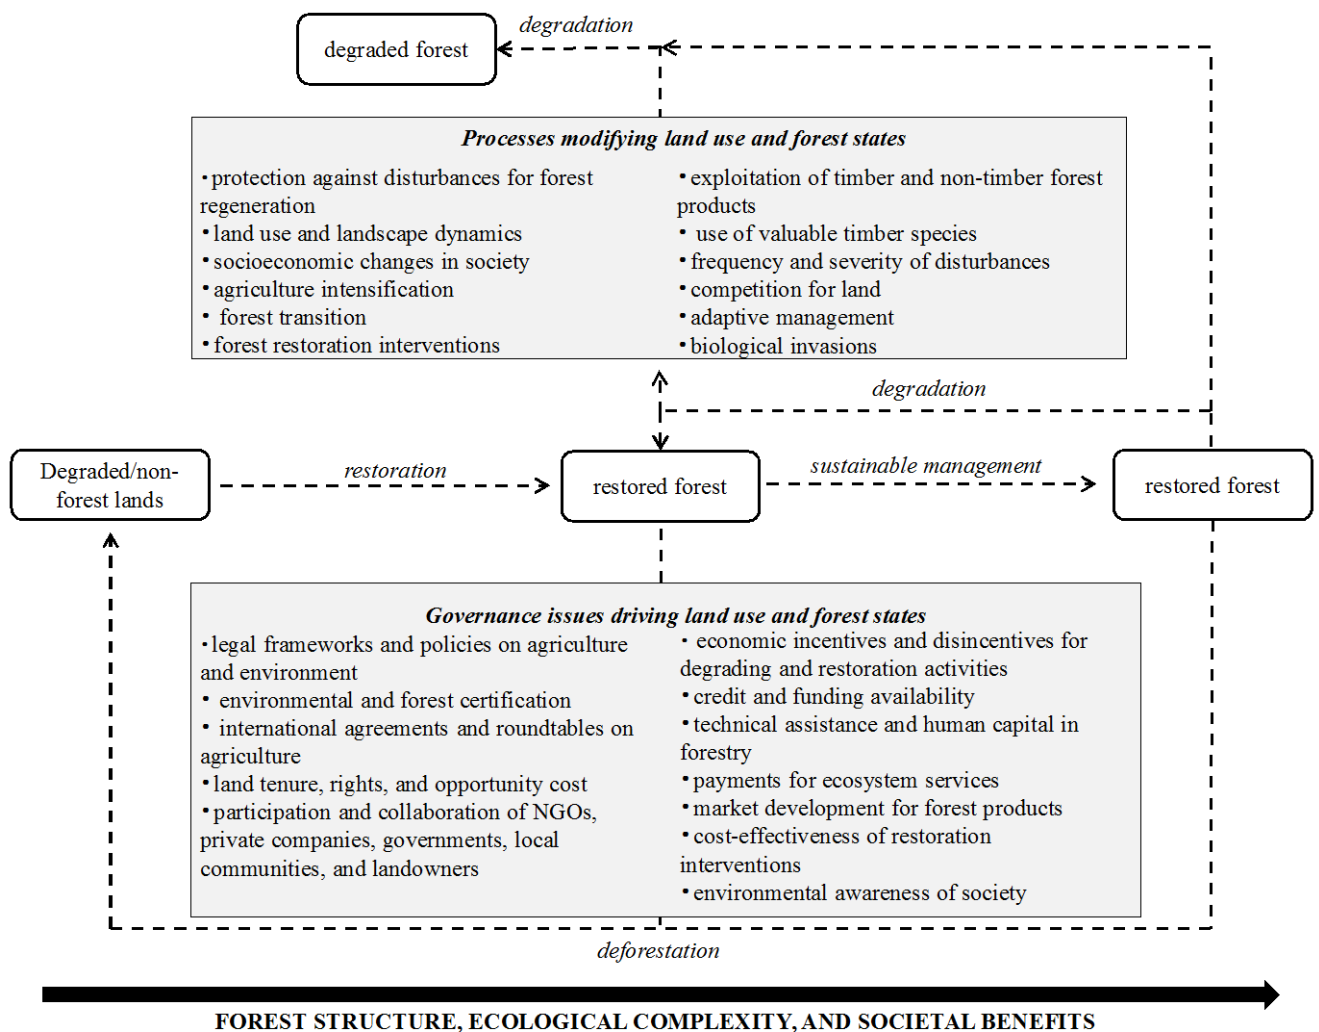 degradation
degraded forest
Processes modifying land use and forest states
• protection against disturbances for forest
regeneration
• land use and landscape dynamics
• socioeconomic changes in society
• agriculture intensification
• forest transition
• forest restoration interventions
• exploitation of timber and non-timber forest
products
• use of valuable timber species
• frequency and severity of disturbances
• competition for land
• adaptive management
• biological invasions
degradation
Degraded/non-
forest lands
restoration
restored forest
sustainable management
restored forest
Governance issues driving land use and forest states
• legal frameworks and policies on agriculture
and environment
• environmental and forest certification
• international agreements and roundtables on
agriculture
• land tenure, rights, and opportunity cost
• participation and collaboration of NGOs,
private companies, governments, local
communities, and landowners
• economic incentives and disincentives for
degrading and restoration activities
• credit and funding availability
• technical assistance and human capital in
forestry
• payments for ecosystem services
• market development for forest products
• cost-effectiveness of restoration
interventions
• environmental awareness of society
deforestation
FOREST STRUCTURE, ECOLOGICAL COMPLEXITY, AND SOCIETAL BENEFITS